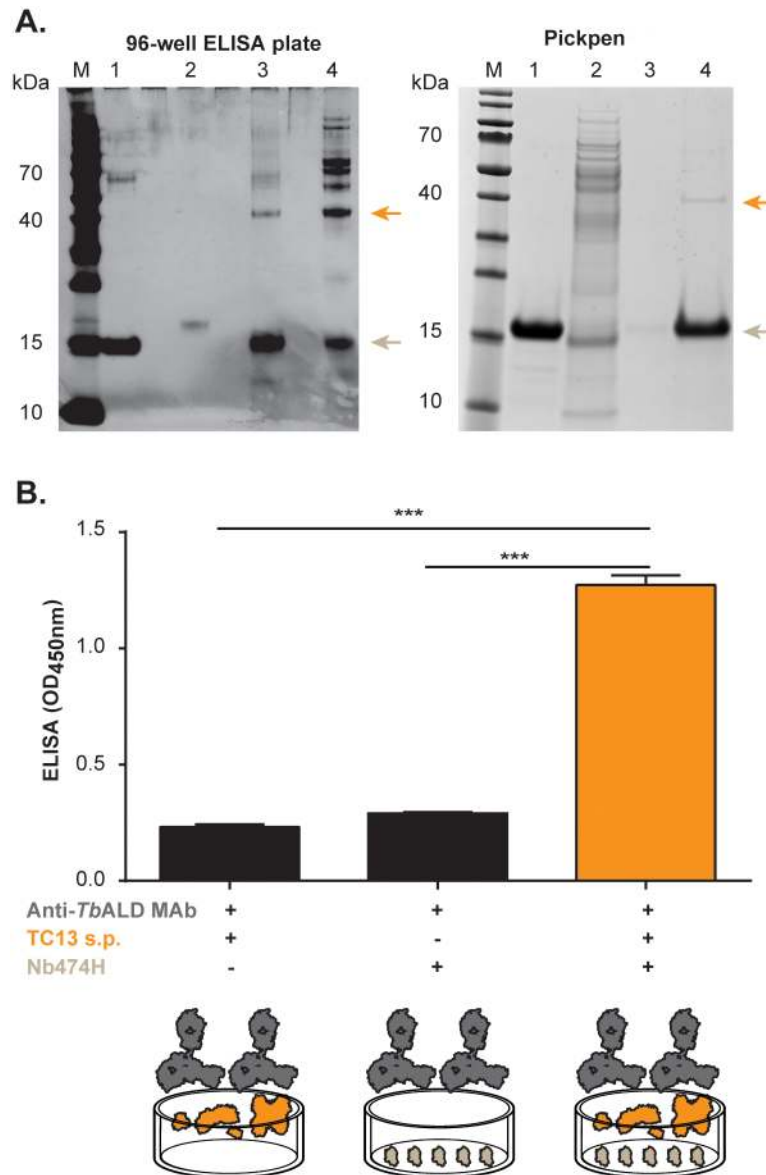 A.
96-well ELISA plate
Pickpen
kDa M 1 2 3 4
kDa M 1 2 3 4
70
40
15
10
70
40
15
10
B.
***
***
ELISA (OD450nm)
1.5
1.0
0.5
0.0
Anti-TbALD MAb + + +
TC13 s.p. + - +
Nb474H - + +